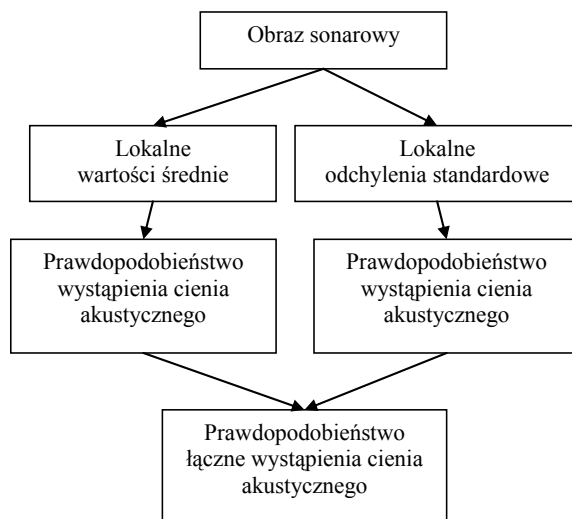 Obraz sonarowy
Lokalne
wartości średnie
Lokalne
odchylenia standardowe
Prawdopodobieństwo
wystąpienia cienia
akustycznego
Prawdopodobieństwo
wystąpienia cienia
akustycznego
Prawdopodobieństwo
łączne wystąpienia cienia
akustycznego